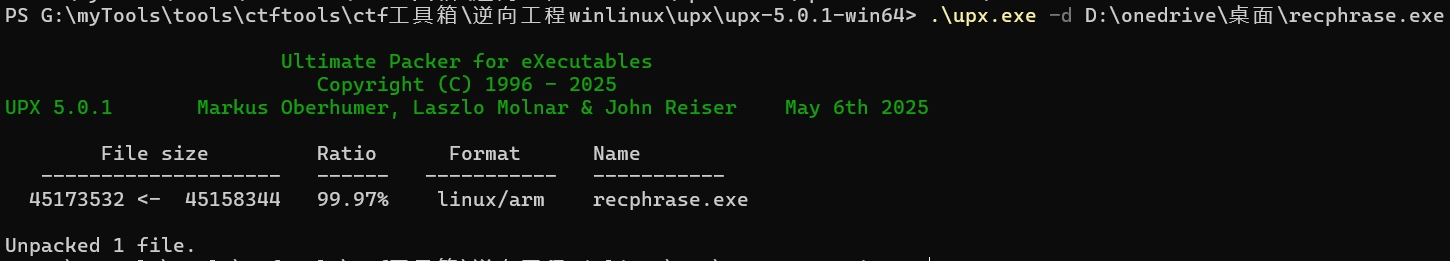 PS G:\myTools\tools\ctftools\ctf工具箱\逆向工程winlinux\upx\upx-5.0.1-win64> .\upx.exe -d D:\onedrive\桌面\recphrase.exe
Ultimate Packer for eXecutables
Copyright (C) 1996 - 2025
UPX 5.0.1 Markus Oberhumer, Laszlo Molnar & John Reiser May 6th 2025
File size Ratio Format Name
-------------------- ------ ----------- -----------
45173532 <- 45158344 99.97% linux/arm recphrase.exe
Unpacked 1 file.